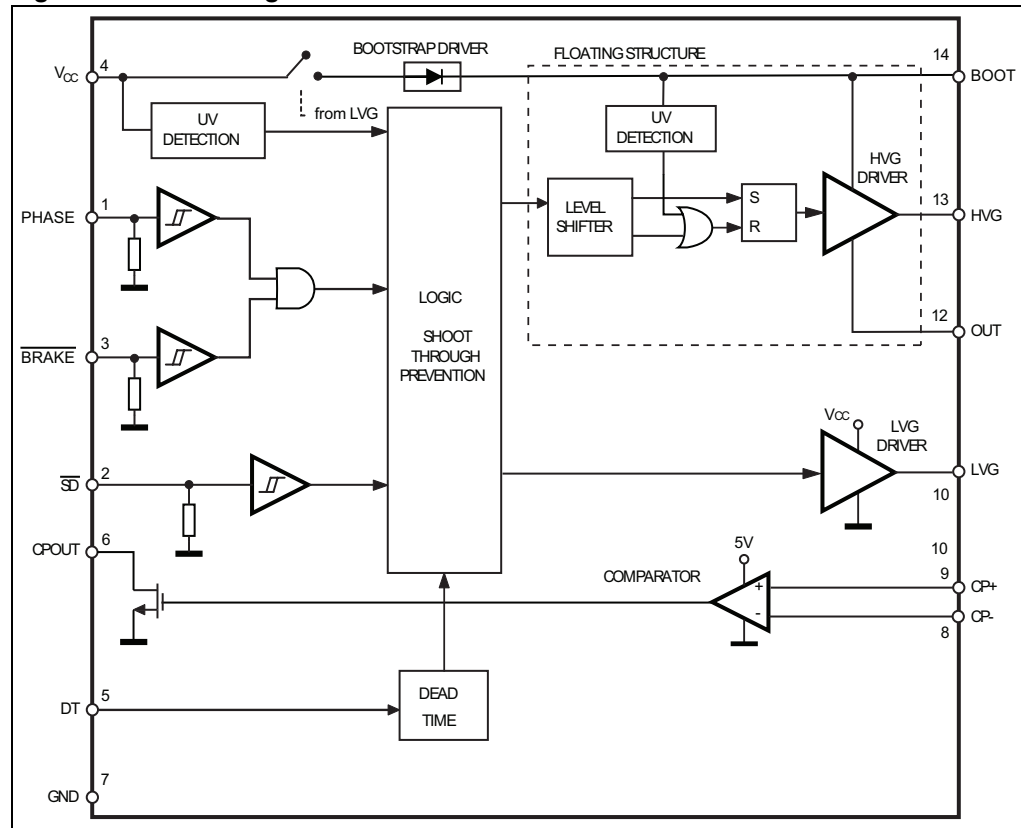 BOOTSTRAP DRIVER
FLOATING STRUCTURE
4
14
VCC
BOOT
from LVG
UV
DETECTION
UV
DETECTION
HVG
DRIVER
1
13
PHASE
HVG
LEVEL
SHIFTER
S
R
LOGIC
SHOOT
THROUGH
PREVENTION
12
OUT
3
BRAKE
VCC
LVG
DRIVER
2
SD
LVG
10
6
CPOUT
5V
10
COMPARATOR
9
+
CP+
-
CP-
8
DEAD
TIME
5
DT
7
GND